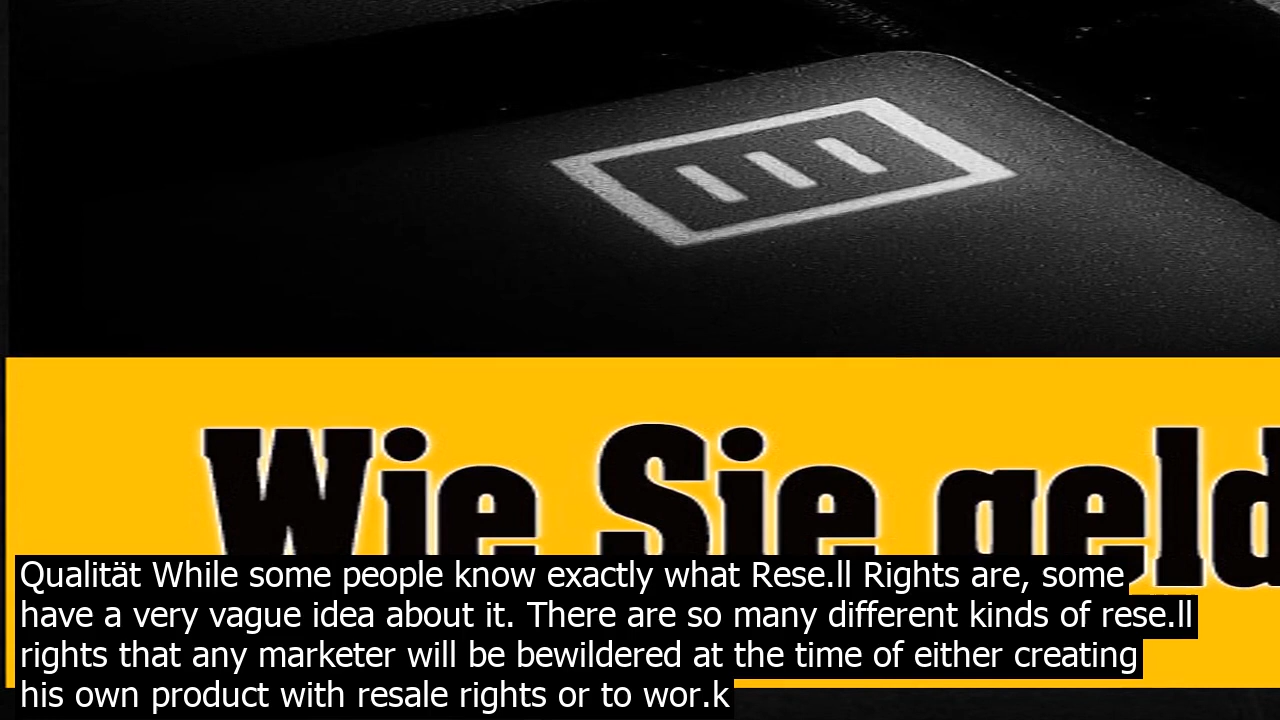 Wie Sie geld
Qualität While some people know exactly what Rese.ll Rights are, some
have a very vague idea about it. There are so many different kinds of rese.ll
rights that any marketer will be bewildered at the time of either creating
his own product with resale rights or to wor.k